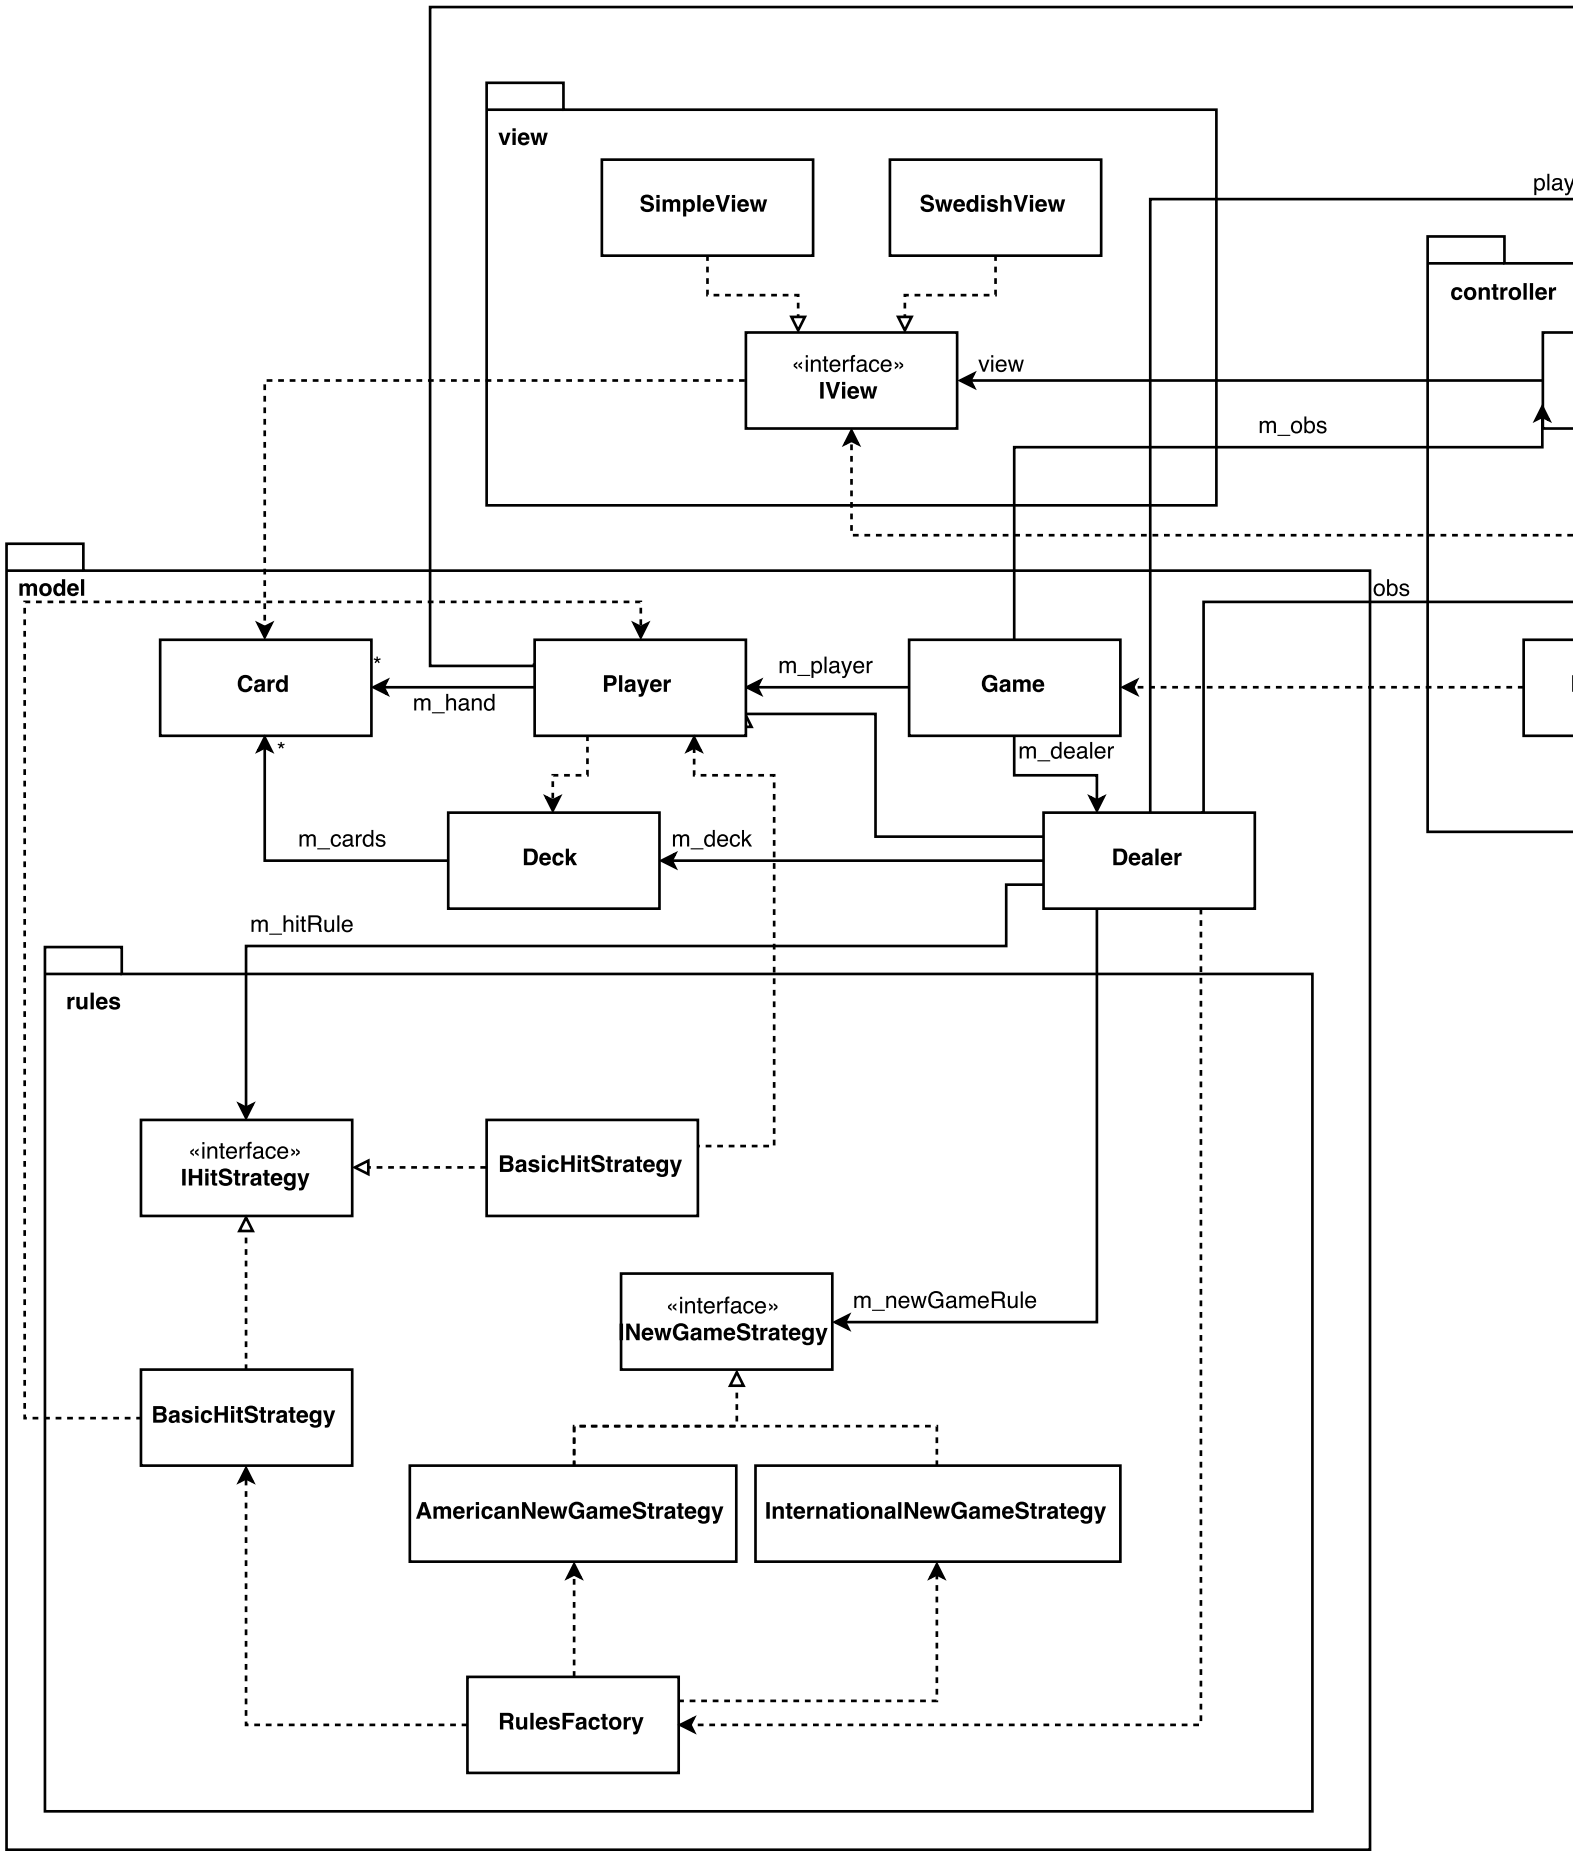 view
SimpleView
SwedishView
play
controller
«interface»
IView
view
m_obs
model
obs
Card
*
m_hand
Player
m_player
Game
*
m_dealer
m_cards
Deck
m_deck
Dealer
m_hitRule
rules
«interface»
IHitStrategy
BasicHitStrategy
«interface»
INewGameStrategy
m_newGameRule
BasicHitStrategy
AmericanNewGameStrategy
InternationalNewGameStrategy
RulesFactory